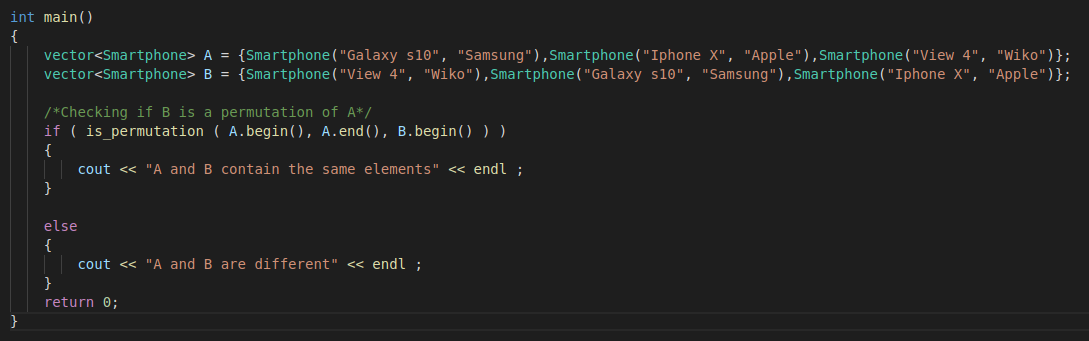 int main()
{
vector<Smartphone> A = {Smartphone("Galaxy s10", "Samsung"),Smartphone("Iphone X", "Apple"),Smartphone("View 4", "Wiko")};
vector<Smartphone> B = {Smartphone("View 4", "Wiko"),Smartphone("Galaxy s10", "Samsung"),Smartphone("Iphone X", "Apple")};
/*Checking if B is a permutation of A*/
if ( is_permutation ( A.begin(), A.end(), B.begin() ) )
{
cout << "A and B contain the same elements" << endl ;
}
else
{
cout << "A and B are different" << endl ;
}
return 0;
}